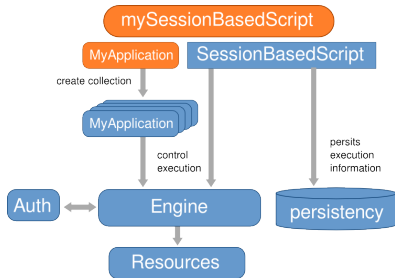 mySessionBasedScript
MyApplication
SessionBasedScript
create collection
MyApplication
control
execution
persits
execution
information
Auth
Engine
persistency
Resources